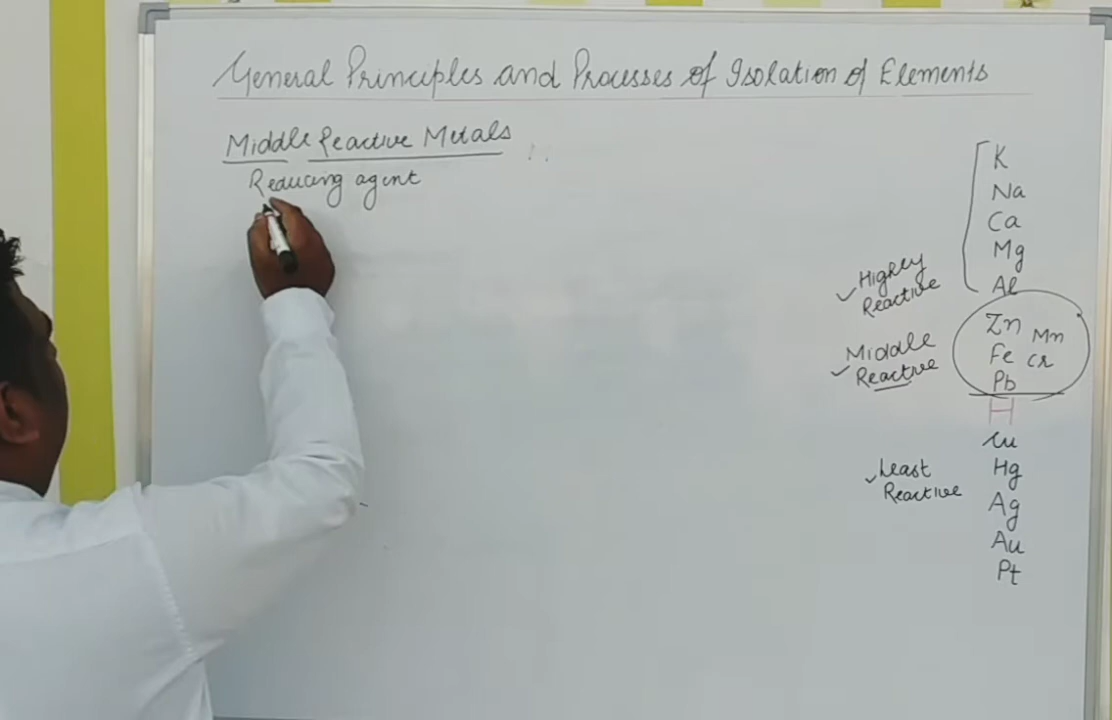 General Principles and Processes of Isolation of Elements
Middle Reactive Metals
Reducing agent
K
Na
Ca
Mg
Al
Highly
Reactive
Zn
Mn
Fe
Cr
Pb
Middle
Reactive
H
Cu
Hg
Ag
Au
Pt
Least
Reactive